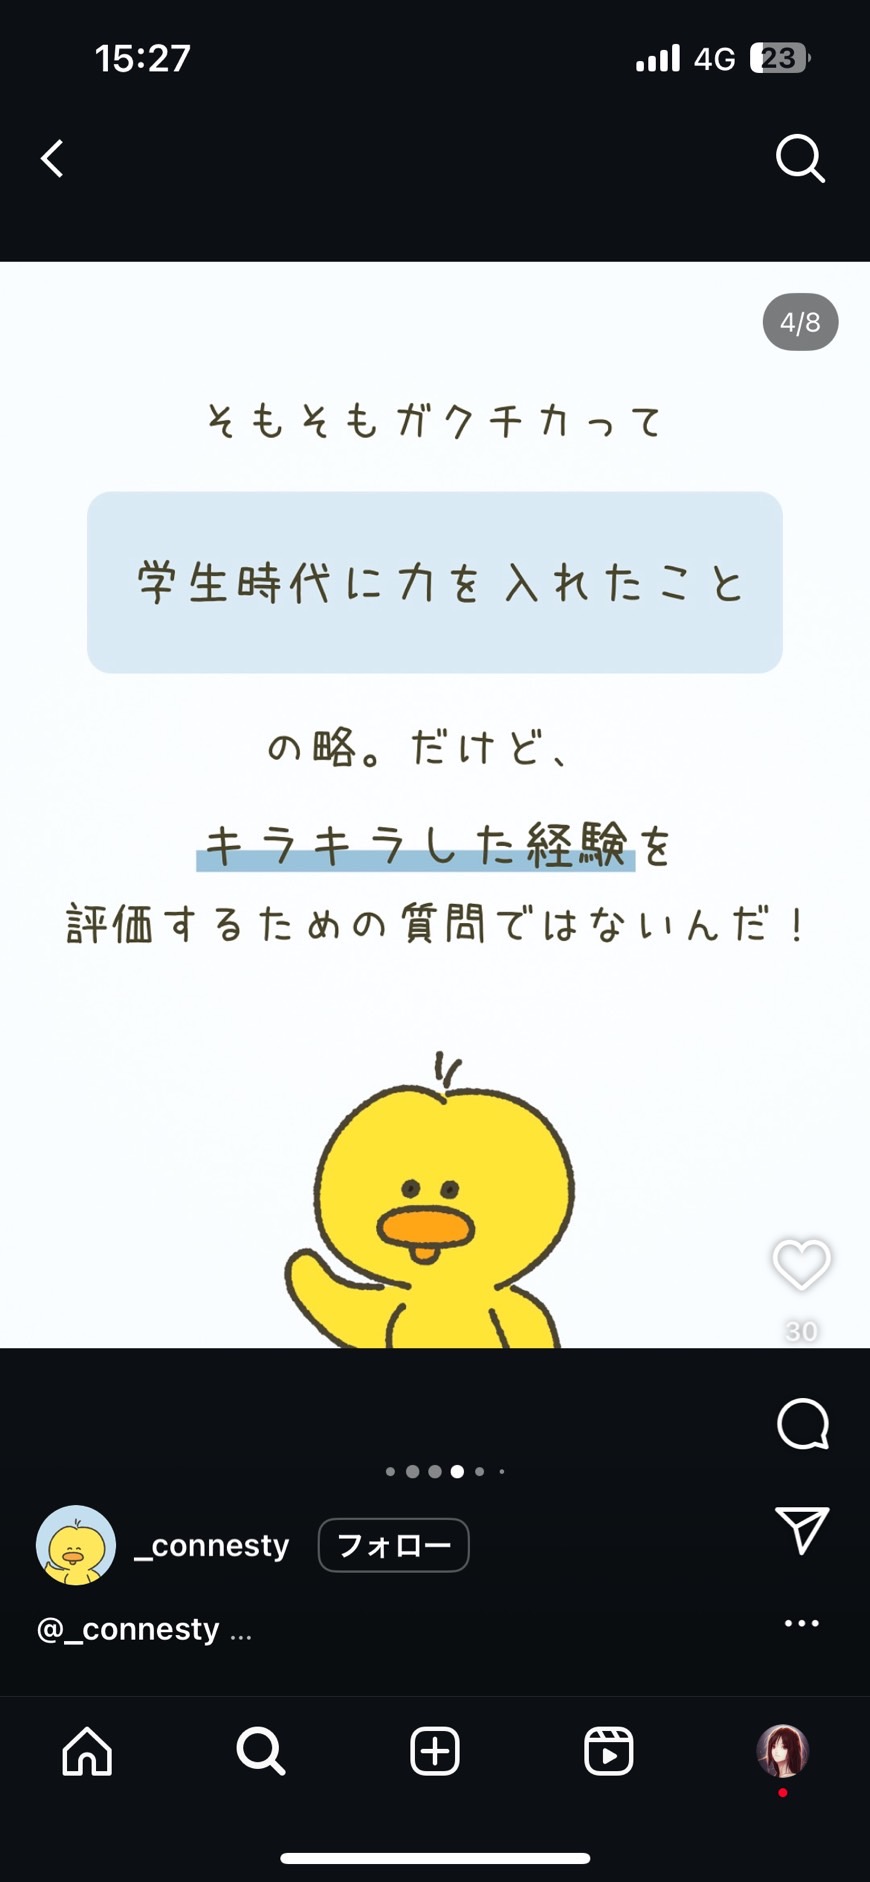 15:27
4G 23
4/8
そもそもガクチカって
学生時代に力を入れたこと
の略。だけど、
キラキラした経験を
評価するための質問ではないんだ！
30
_connesty フォロー
@_connesty ...